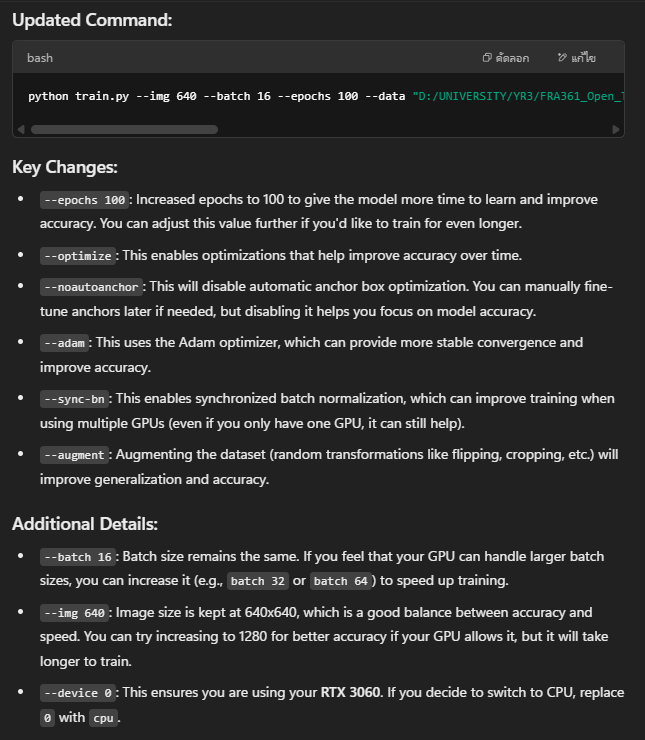 Updated Command:
bash
คัดลอก
แก้ไข
python train.py --img 640 --batch 16 --epochs 100 --data "D:/UNIVERSITY/YR3/FRA361_Open_
Key Changes:
• --epochs 100: Increased epochs to 100 to give the model more time to learn and improve
accuracy. You can adjust this value further if you'd like to train for even longer.
• --optimize: This enables optimizations that help improve accuracy over time.
• --noautoanchor: This will disable automatic anchor box optimization. You can manually fine-
tune anchors later if needed, but disabling it helps you focus on model accuracy.
• --adam: This uses the Adam optimizer, which can provide more stable convergence and
improve accuracy.
• --sync-bn: This enables synchronized batch normalization, which can improve training when
using multiple GPUs (even if you only have one GPU, it can still help).
• --augment: Augmenting the dataset (random transformations like flipping, cropping, etc.) will
improve generalization and accuracy.
Additional Details:
• --batch 16: Batch size remains the same. If you feel that your GPU can handle larger batch
sizes, you can increase it (e.g., batch 32 or batch 64) to speed up training.
• --img 640: Image size is kept at 640x640, which is a good balance between accuracy and
speed. You can try increasing to 1280 for better accuracy if your GPU allows it, but it will take
longer to train.
• --device 0: This ensures you are using your RTX 3060. If you decide to switch to CPU, replace
0 with cpu.